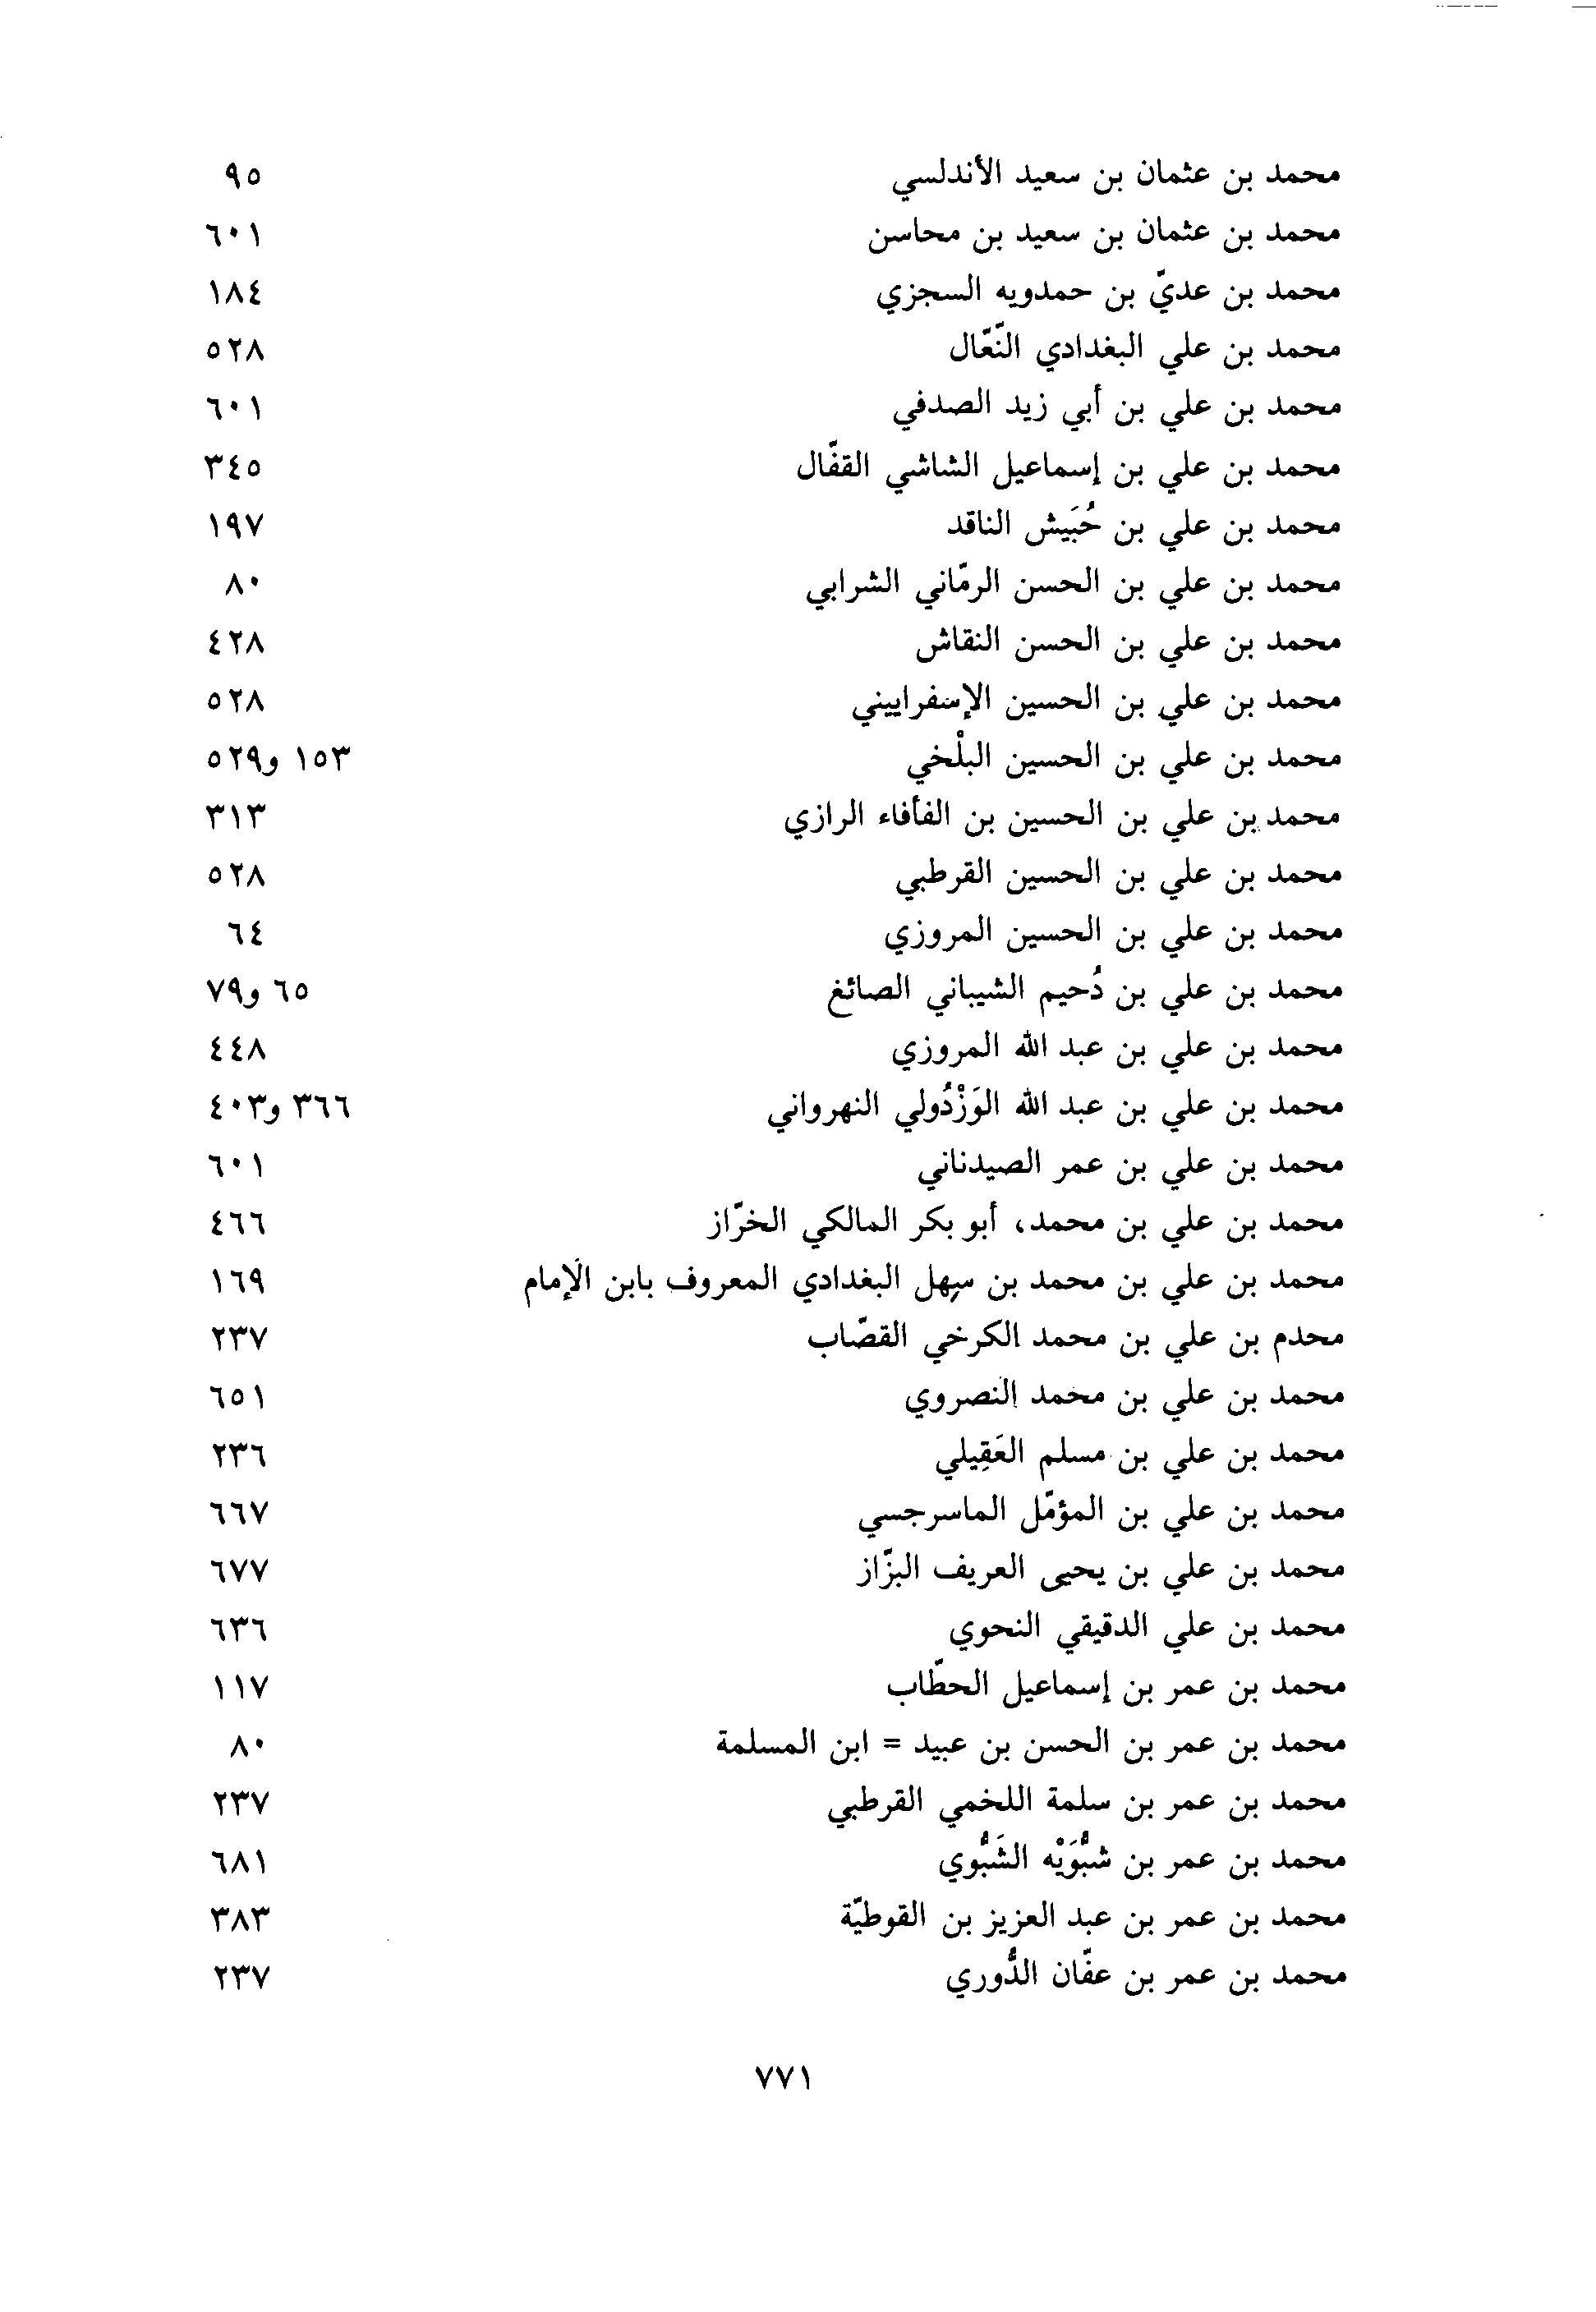 محمد بن عثمان بن سعيد الأندلسي ٩٥
محمد بن عثمان بن سعيد بن محاسن ٦٠١
محمد بن عديّ بن حمدويه السجزي ١٨٤
محمد بن علي البغدادي النّعّال ٥٢٨
محمد بن علي بن أبي زيد الصدفي ٦٠١
محمد بن علي بن إسماعيل الشاشي القفّال ٣٤٥
محمد بن علي بن حُبَيش الناقد ١٩٧
محمد بن علي بن الحسن الرمّاني الشرابي ٨٠
محمد بن علي بن الحسن النقاش ٤٢٨
محمد بن علي بن الحسين الإسفراييني ٥٢٨
محمد بن علي بن الحسين البلْخي ١٥٣ و٥٢٩
محمد بن علي بن الحسين بن الفأفاء الرازي ٣١٣
محمد بن علي بن الحسين القرطبي ٥٢٨
محمد بن علي بن الحسين المروزي ٦٤
محمد بن علي بن دُحيم الشيباني الصائغ ٦٥ و٧٩
محمد بن علي بن عبد الله المروزي ٤٤٨
محمد بن علي بن عبد الله الوَزْدُولي النهرواني ٣٦٦ و٤٠٣
محمد بن علي بن عمر الصيدناني ٦٠١
محمد بن علي بن محمد، أبو بكر المالكي الخرّاز ٤٦٦
محمد بن علي بن محمد بن سهل البغدادي المعروف بابن الإمام ١٦٩
محدم بن علي بن محمد الكرخي القصّاب ٢٣٧
محمد بن علي بن محمد النصروي ٦٥١
محمد بن علي بن مسلم العَقِيلي ٢٣٦
محمد بن علي بن المؤمّل الماسرجسي ٦٦٧
محمد بن علي بن يحيى العريف البزّاز ٦٧٧
محمد بن علي الدقيقي النحوي ٦٣٦
محمد بن عمر بن إسماعيل الحطّاب ١١٧
محمد بن عمر بن الحسن بن عبيد = ابن المسلمة ٨٠
محمد بن عمر بن سلمة اللخمي القرطبي ٢٣٧
محمد بن عمر بن شبُّوَيْه الشَبُّوي ٦٨١
محمد بن عمر بن عبد العزيز بن القوطيّة ٣٨٣
محمد بن عمر بن عفّان الدُّوري ٢٣٧
٧٧١